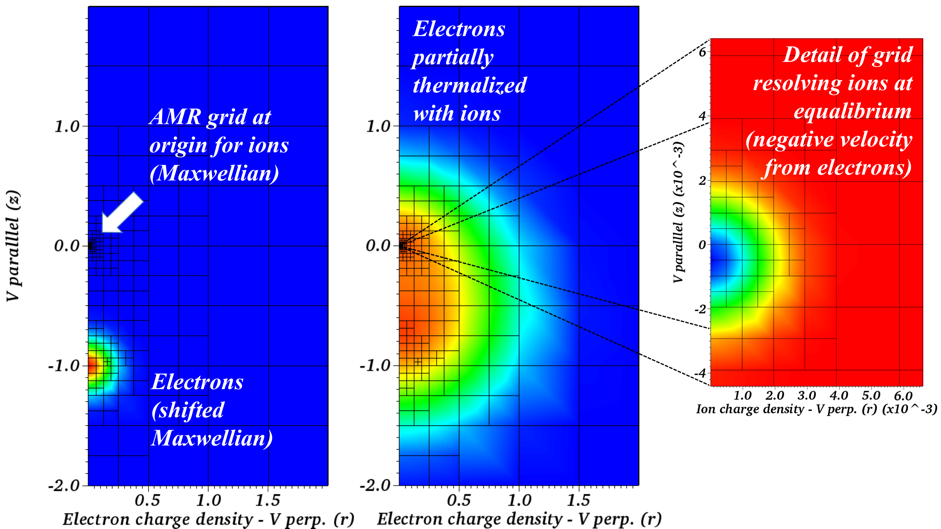 AMR grid at
origin for ions
(Maxwellian)
Electrons
(shifted
Maxwellian)
V paralllel (z)
1.0
0.0
-1.0
-2.0
0.5
1.0
1.5
Electron charge density - V perp. (r)
Electrons
partially
thermalized
with ions
1.0
0.0
-1.0
-2.0
0.5
1.0
1.5
Electron charge density - V perp. (r)
Detail of grid
resolving ions at
equalibrium
(negative velocity
from electrons)
V paralllel (z) (x10^-3)
6
4
2
0
-2
-4
1.0
2.0
3.0
4.0
5.0
6.0
Ion charge density - V perp. (r) (x10^-3)